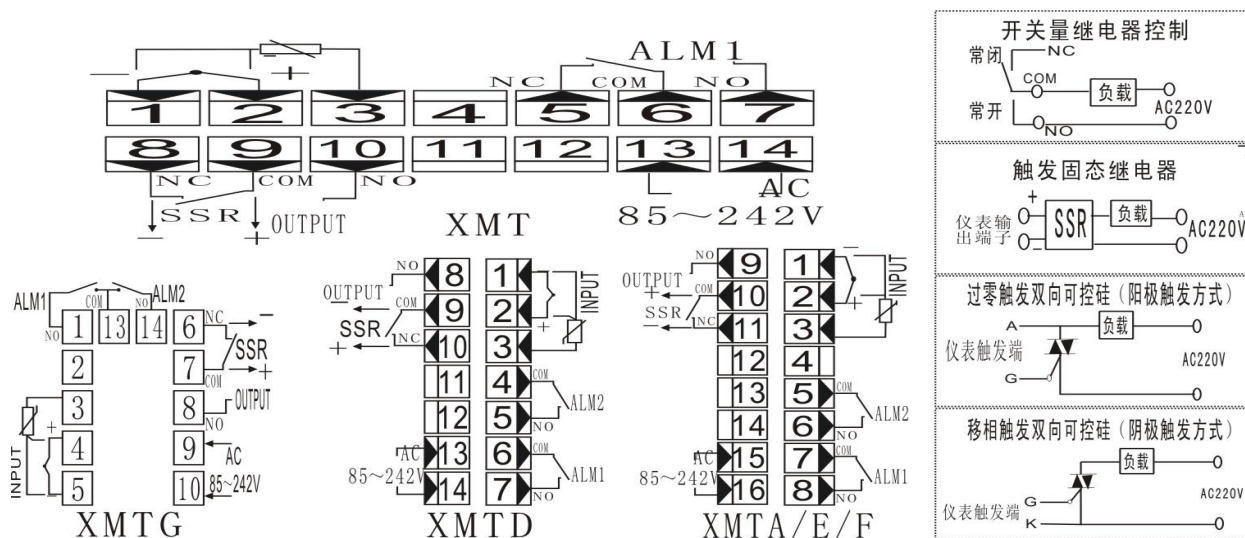 ALM1
NC COM NO
1 2 3 4 5 6 7
8 9 10 11 12 13 14
NC COM NO AC
SSR OUTPUT
85～242V
XMT
ALM1 ALM2
COM NO
NO 1 13 14 6 NC
2 7 SSR
COM
3 8 OUTPUT
NO
INPUT
4 9
AC
5 10 85～242V
XMTG
NO 8 1
OUTPUT COM 9 2 INPUT
SSR NC 10 3
11 4 COM
12 5 NO ALM2
AC 13 6 COM
85～242V 14 7 NO ALM1
XMTD
NO 9 1
OUTPUT 10 2 INPUT
COM
SSR NC 11 3
12 4
13 5 COM
14 6 NO ALM2
AC 15 7 COM
85～242V 16 8 NO ALM1
XMTA/E/F
开关量继电器控制
常闭 NC
COM 负载
AC220V
常开 NO
触发固态继电器
仪表输
出端子
+
-
SSR 负载
AC220V
过零触发双向可控硅（阳极触发方式）
A 负载
仪表触发端
AC220V
G
移相触发双向可控硅（阴极触发方式）
负载
AC220V
G
仪表触发端
K